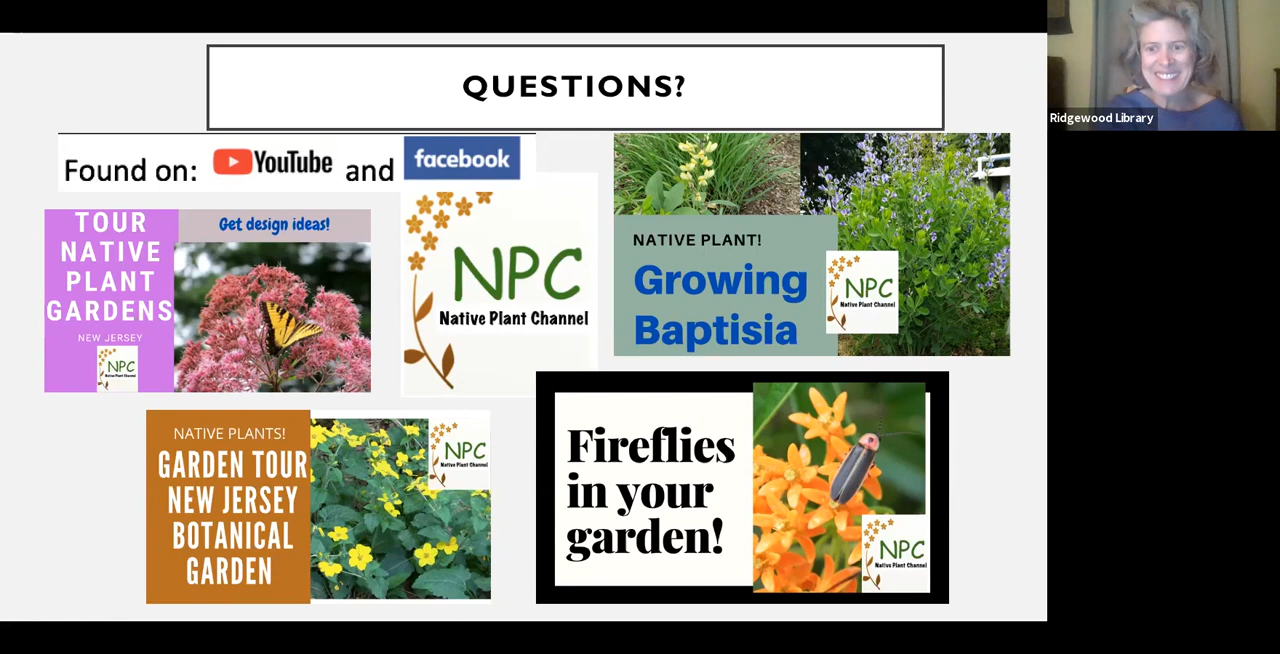 QUESTIONS?
Ridgewood Library
Found on: YouTube and facebook
TOUR
NATIVE
PLANT
GARDENS
NEW JERSEY
NPC
Native Plant Channel
Get design ideas!
NPC
Native Plant Channel
NATIVE PLANT!
Growing
Baptisia
NPC
Native Plant Channel
NATIVE PLANTS!
GARDEN TOUR
NEW JERSEY
BOTANICAL
GARDEN
NPC
Native Plant Channel
Fireflies
in your
garden!
NPC
Native Plant Channel